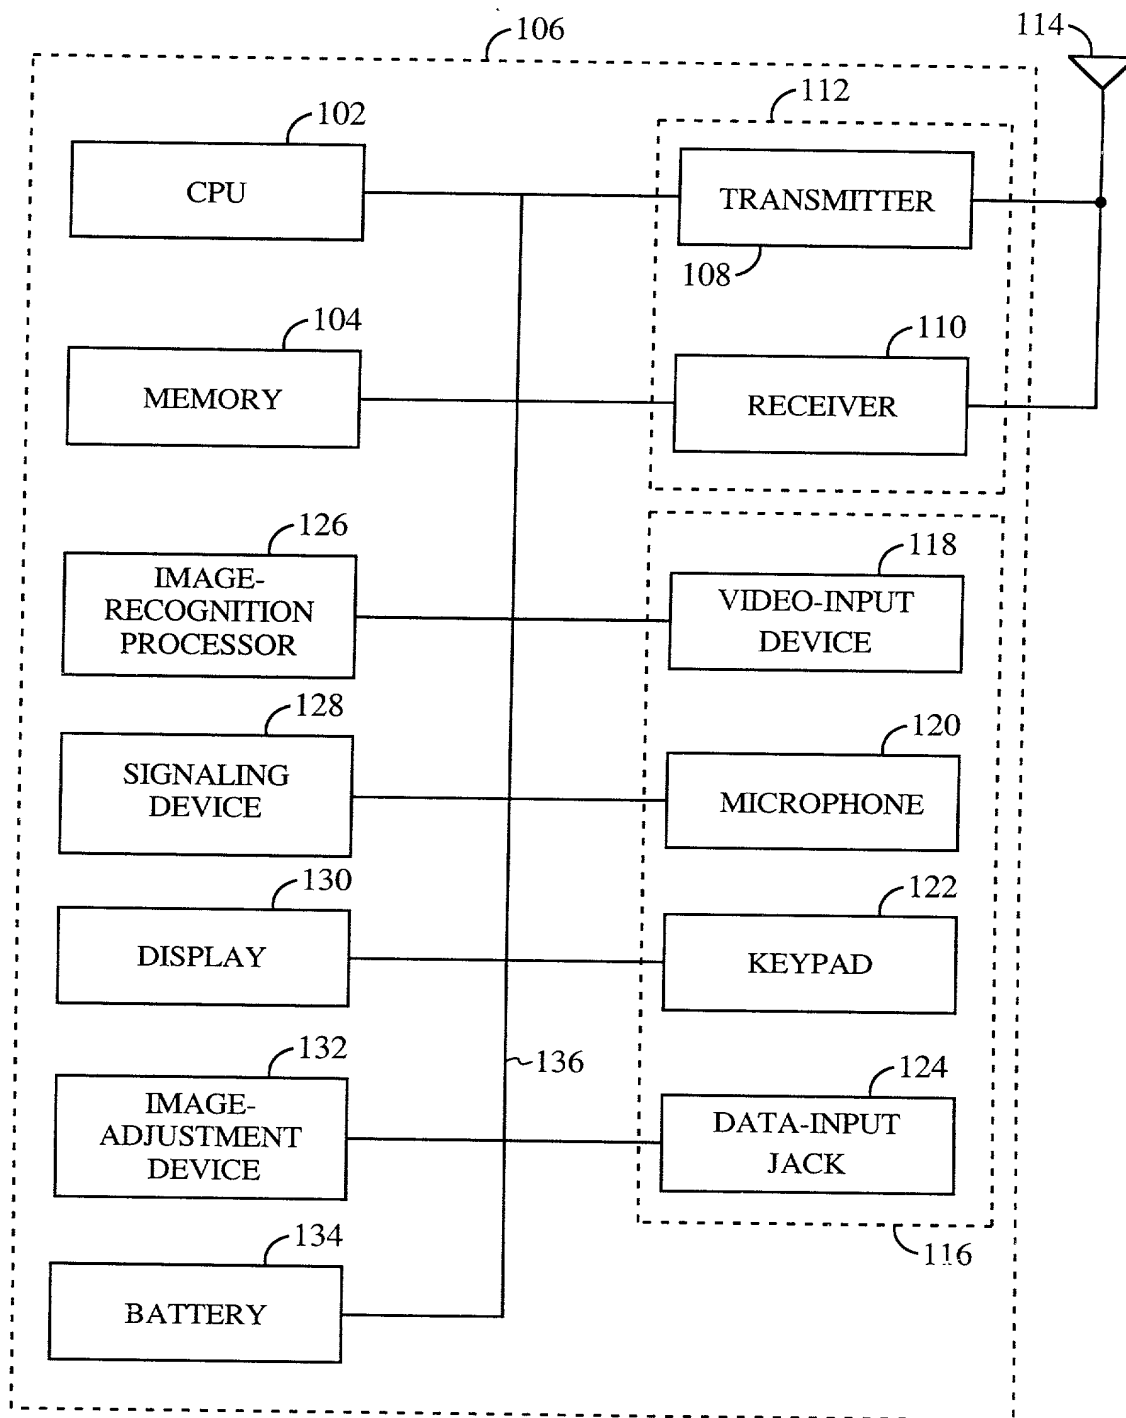 106
114
102
CPU
112
TRANSMITTER
108
104
MEMORY
110
RECEIVER
126
IMAGE-
RECOGNITION
PROCESSOR
118
VIDEO-INPUT
DEVICE
128
SIGNALING
DEVICE
120
MICROPHONE
130
DISPLAY
122
KEYPAD
136
132
IMAGE-
ADJUSTMENT
DEVICE
124
DATA-INPUT
JACK
116
134
BATTERY